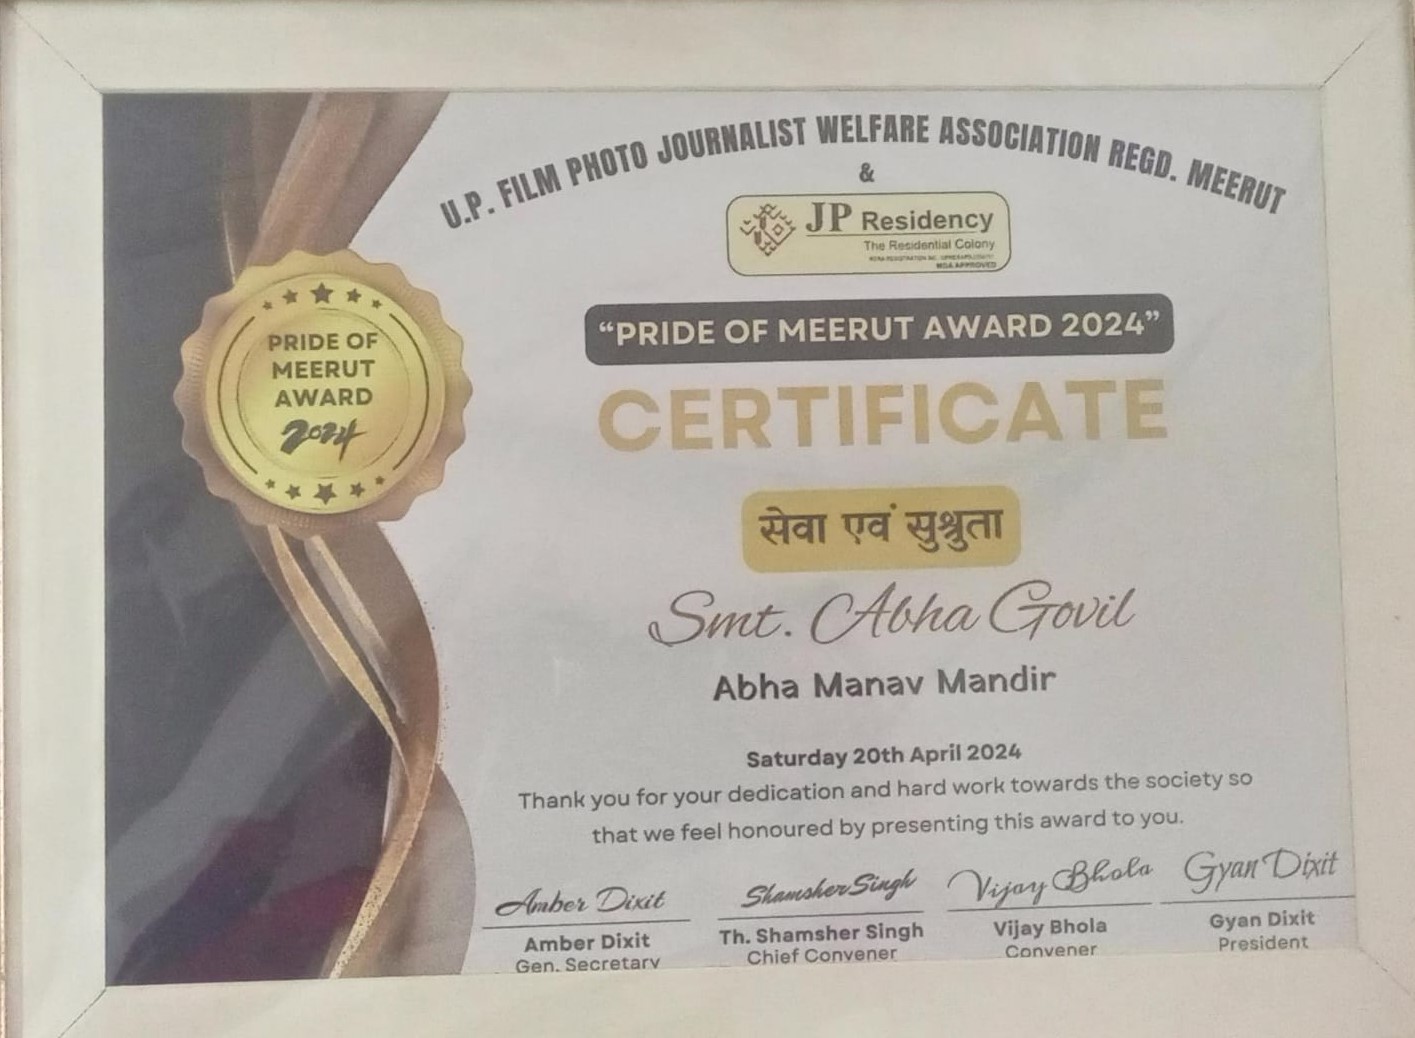 U.P. FILM PHOTO JOURNALIST WELFARE ASSOCIATION REGD. MEERUT
&
JP Residency
The Residential Colony
MDA APPROVED
"PRIDE OF MEERUT AWARD 2024"
CERTIFICATE
PRIDE OF
MEERUT
AWARD
2024
सेवा एवं सुश्रुता
Smt. Abha Govil
Abha Manav Mandir
Saturday 20th April 2024
Thank you for your dedication and hard work towards the society so
that we feel honoured by presenting this award to you.
Amber Dixit Shamsher Singh Vijay Bhola Gyan Dixit
Amber Dixit Th. Shamsher Singh Vijay Bhola Gyan Dixit
Gen. Secretary Chief Convener Convener President